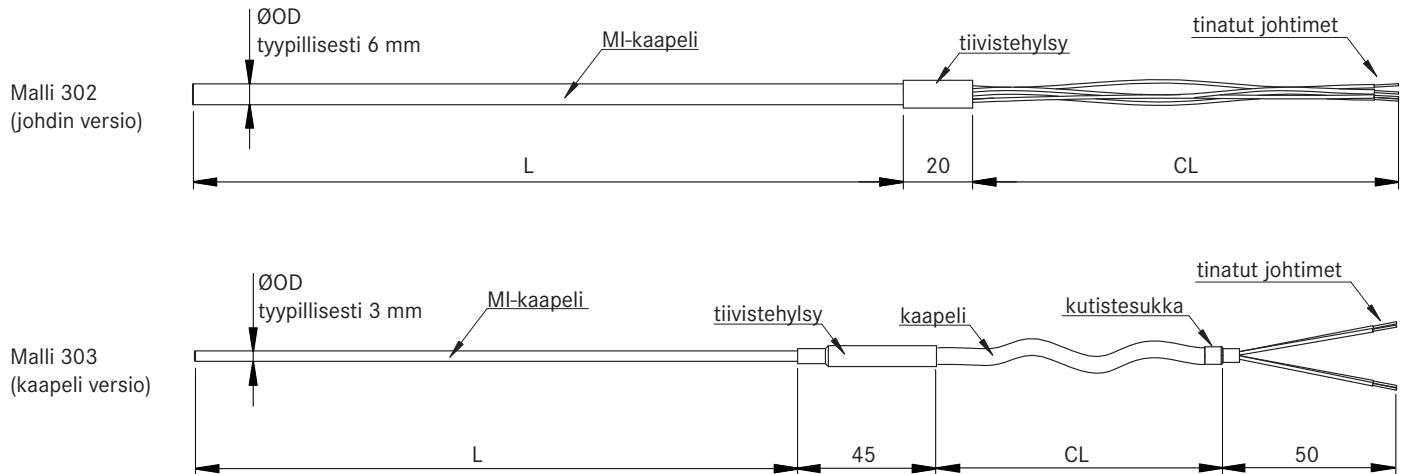 ØOD
tyypillisesti 6 mm
MI-kaapeli
tiivistehylsy
tinatut johtimet
Malli 302
(johdin versio)
L
20
CL
ØOD
tyypillisesti 3 mm
MI-kaapeli
tiivistehylsy
kaapeli
kutistesukka
tinatut johtimet
Malli 303
(kaapeli versio)
L
45
CL
50